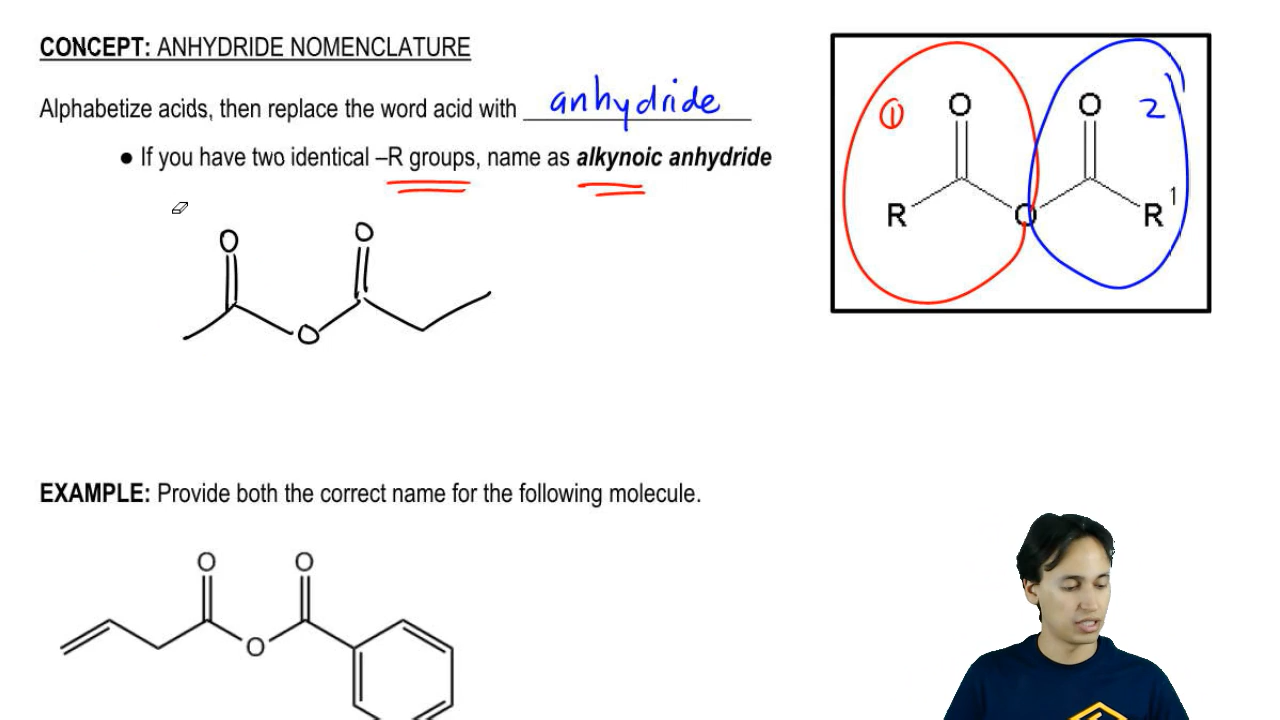 CONCEPT: ANHYDRIDE NOMENCLATURE
Alphabetize acids, then replace the word acid with anhydride
● If you have two identical –R groups, name as alkynoic anhydride
① O O 2
R O R 1
O O
O
EXAMPLE: Provide both the correct name for the following molecule.
O O
O